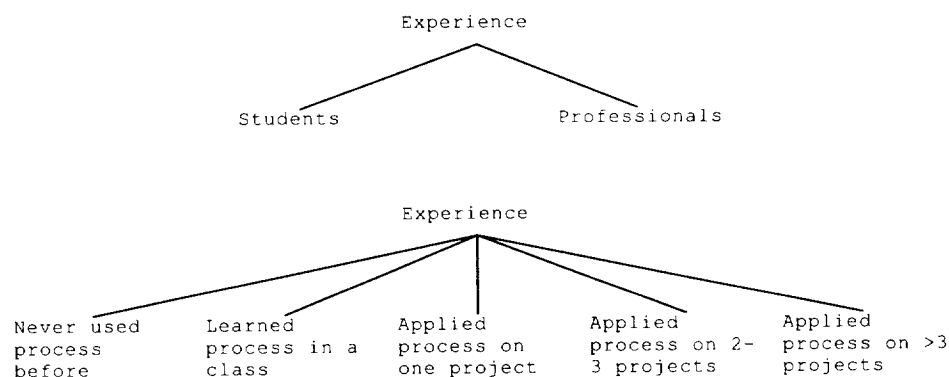 Experience
Students
Professionals
Experience
Never used
process
before
Learned
process in a
class
Applied
process on
one project
Applied
process on 2-
3 projects
Applied
process on >3
projects